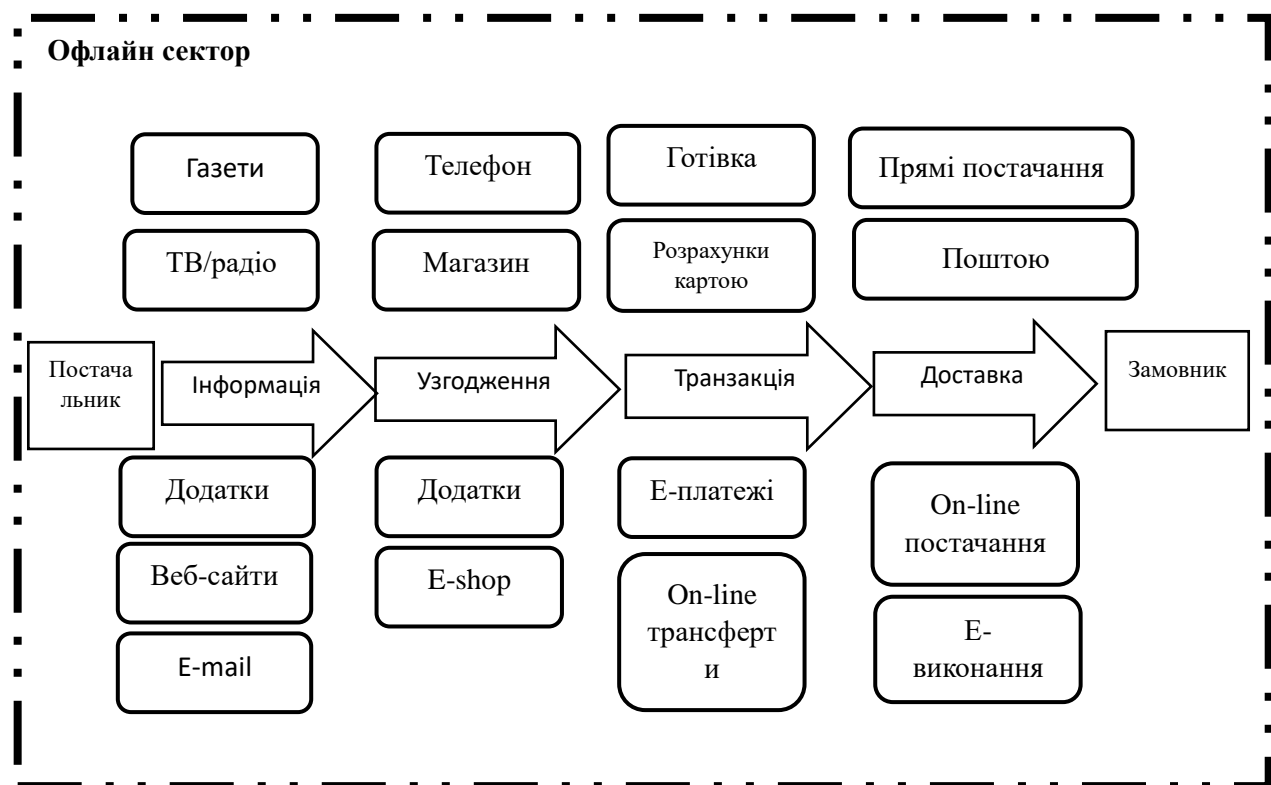 Офлайн сектор
Газети
Телефон
Готівка
Прямі постачання
ТВ/радіо
Магазин
Розрахунки
картою
Поштою
Постача
льник
Інформація
Узгодження
Транзакція
Доставка
Замовник
Додатки
Додатки
Е-платежі
On-line
постачання
Веб-сайти
E-shop
On-line
трансферт
и
E-mail
Е-
виконання